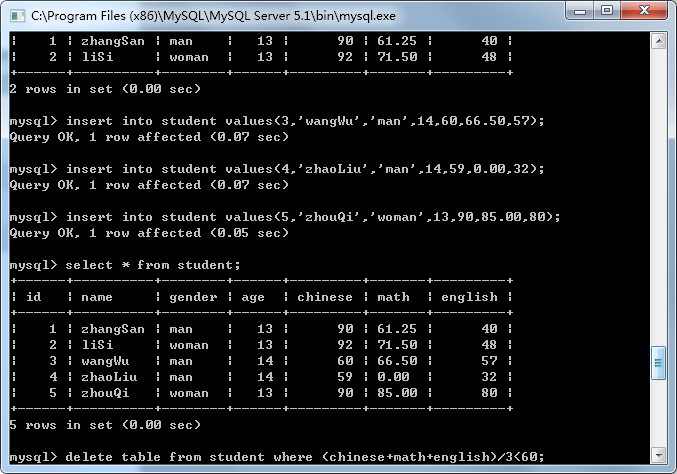 C:\Program Files (x86)\MySQL\MySQL Server 5.1\bin\mysql.exe
¦    1 ¦ zhangSan ¦ man    ¦   13 ¦      90 ¦ 61.25 ¦      40 ¦
¦    2 ¦ liSi     ¦ woman  ¦   13 ¦      92 ¦ 71.50 ¦      48 ¦
+------+----------+--------+------+---------+-------+---------+
2 rows in set (0.00 sec)
mysql> insert into student values(3,'wangWu','man',14,60,66.50,57);
Query OK, 1 row affected (0.07 sec)
mysql> insert into student values(4,'zhaoLiu','man',14,59,0.00,32);
Query OK, 1 row affected (0.07 sec)
mysql> insert into student values(5,'zhouQi','woman',13,90,85.00,80);
Query OK, 1 row affected (0.05 sec)
mysql> select * from student;
+------+----------+--------+------+---------+-------+---------+
¦ id   ¦ name     ¦ gender ¦ age  ¦ chinese ¦ math  ¦ english ¦
+------+----------+--------+------+---------+-------+---------+
¦    1 ¦ zhangSan ¦ man    ¦   13 ¦      90 ¦ 61.25 ¦      40 ¦
¦    2 ¦ liSi     ¦ woman  ¦   13 ¦      92 ¦ 71.50 ¦      48 ¦
¦    3 ¦ wangWu   ¦ man    ¦   14 ¦      60 ¦ 66.50 ¦      57 ¦
¦    4 ¦ zhaoLiu  ¦ man    ¦   14 ¦      59 ¦ 0.00  ¦      32 ¦
¦    5 ¦ zhouQi   ¦ woman  ¦   13 ¦      90 ¦ 85.00 ¦      80 ¦
+------+----------+--------+------+---------+-------+---------+
5 rows in set (0.00 sec)
mysql> delete table from student where (chinese+math+english)/3<60;